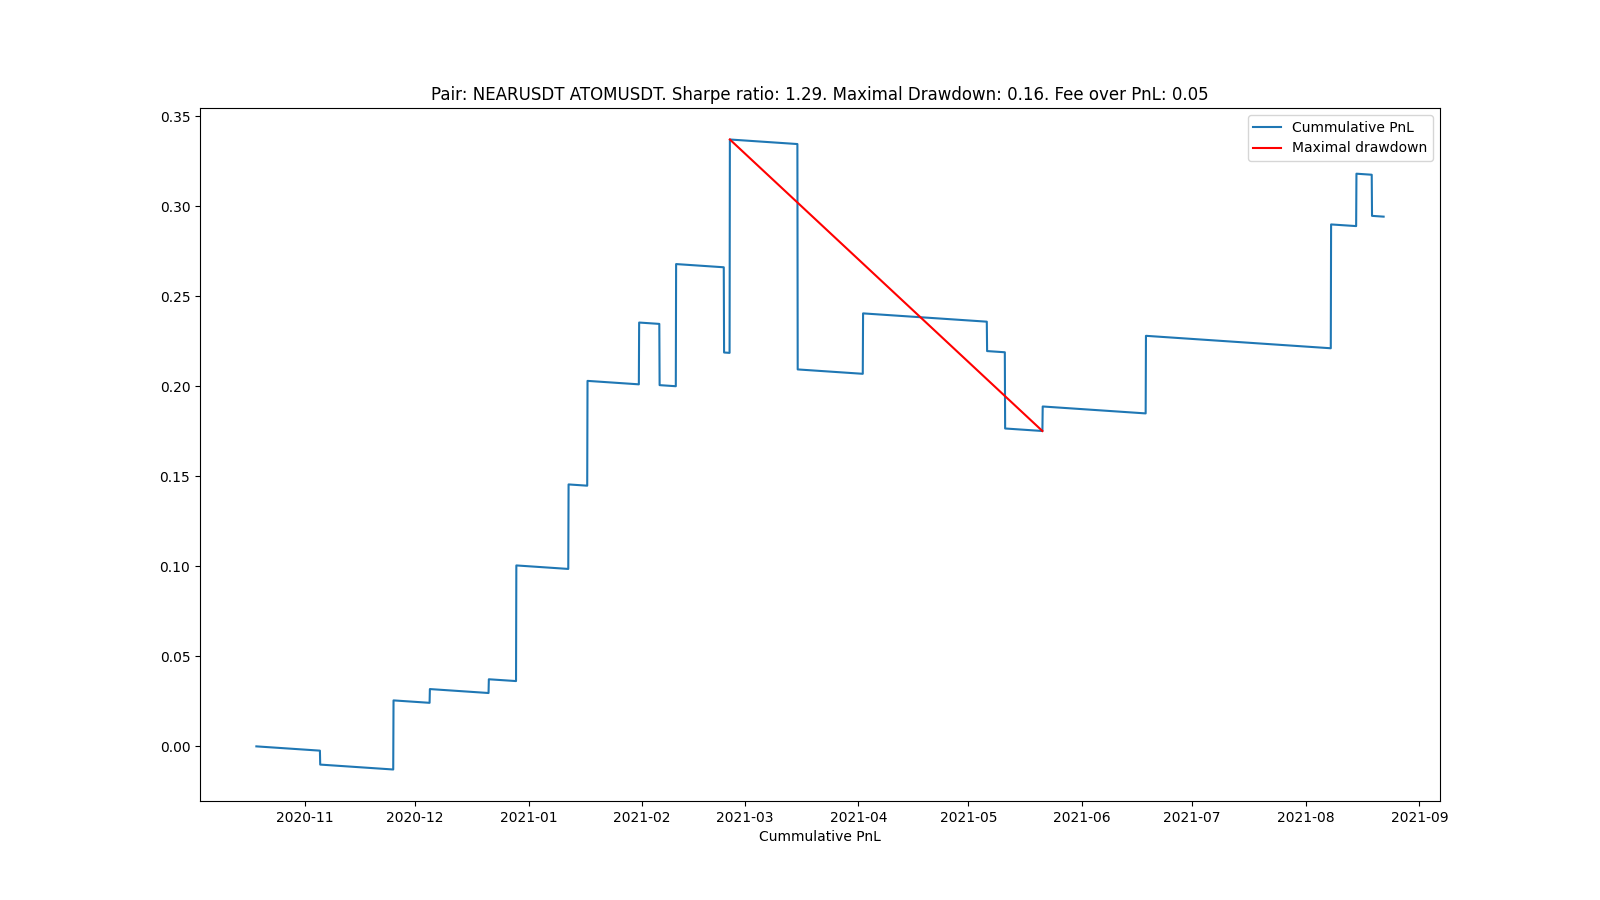 Pair: NEARUSDT ATOMUSDT. Sharpe ratio: 1.29. Maximal Drawdown: 0.16. Fee over PnL: 0.05
Cummulative PnL
Maximal drawdown
0.35
0.30
0.25
0.20
0.15
0.10
0.05
0.00
2020-11 2020-12 2021-01 2021-02 2021-03 2021-04 2021-05 2021-06 2021-07 2021-08 2021-09
Cummulative PnL